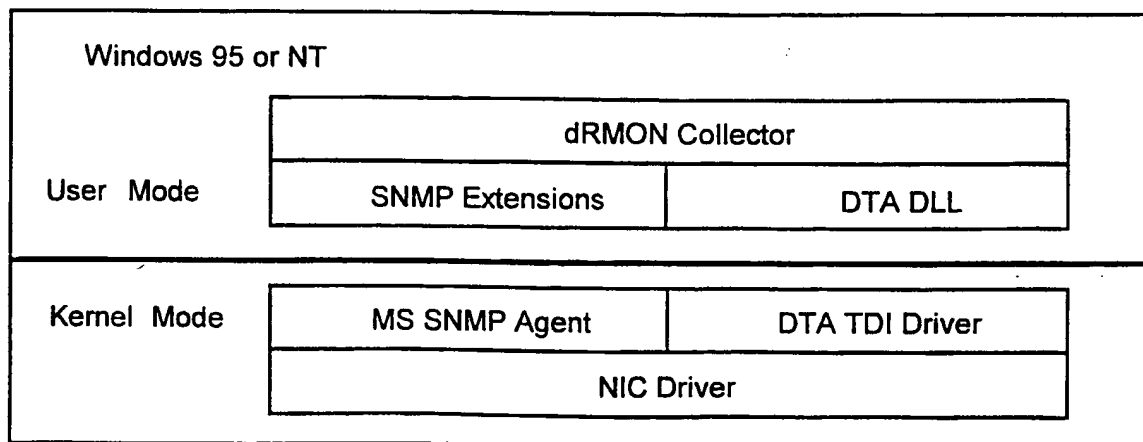 Windows 95 or NT
dRMON Collector
User Mode
SNMP Extensions
DTA DLL
Kernel Mode
MS SNMP Agent
DTA TDI Driver
NIC Driver